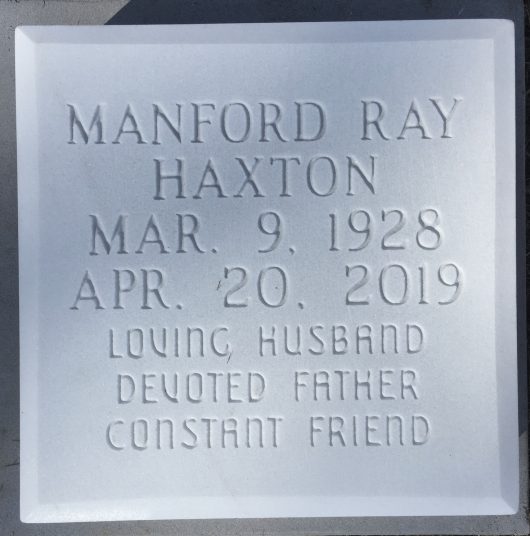 MANFORD RAY
HAXTON
MAR. 9, 1928
APR. 20, 2019
LOVING HUSBAND
DEVOTED FATHER
CONSTANT FRIEND